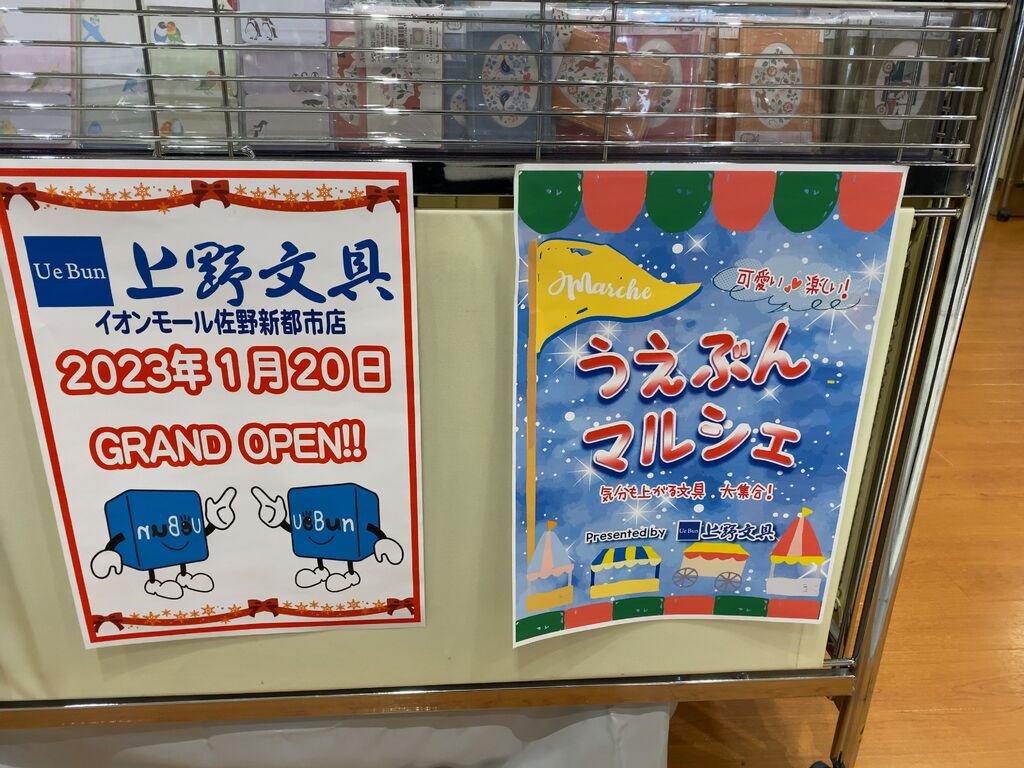 Ue Bun 上野文具
イオンモール佐野新都市店
2023年1月20日
GRAND OPEN!!
UeBun
UeBun
Marche
可愛い 楽しい!
うえぶん
マルシェ
気分も上がる文具 大集合!
Presented by Ue Bun 上野文具